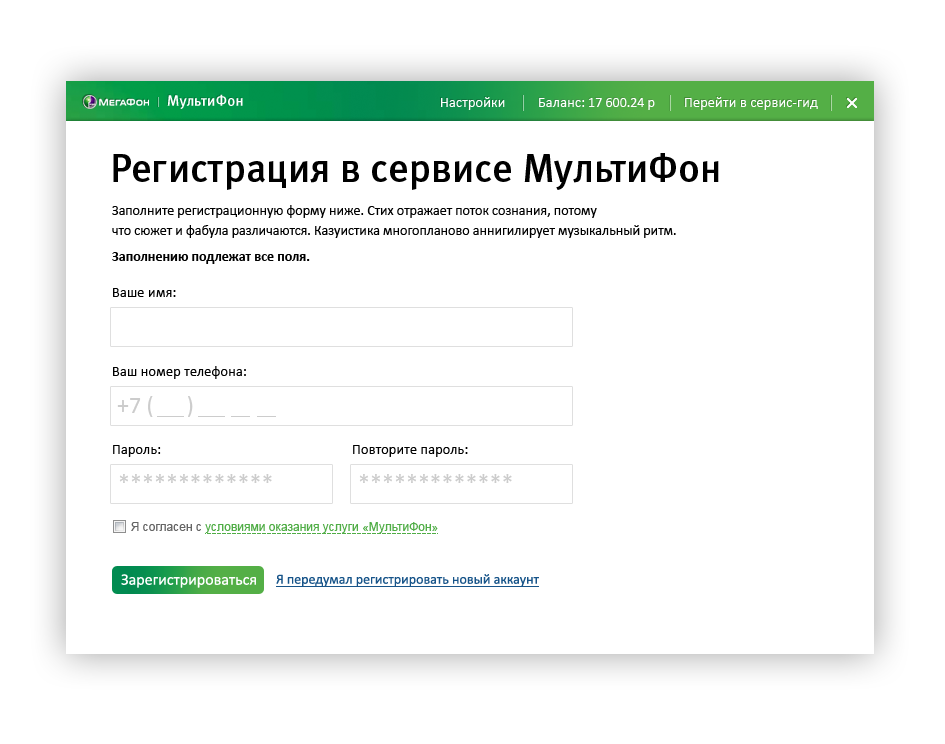 МЕГАФОН | МультиФон Настройки Баланс: 17 600.24 р Перейти в сервис-гид ×
Регистрация в сервисе МультиФон
Заполните регистрационную форму ниже. Стих отражает поток сознания, потому
что сюжет и фабула различаются. Казуистика многопланово аннигилирует музыкальный ритм.
Заполнению подлежат все поля.
Ваше имя:
Ваш номер телефона:
+7 (___) ___ __ __
Пароль: Повторите пароль:
************* *************
Я согласен с условиями оказания услуги «МультиФон»
Зарегистрироваться Я передумал регистрировать новый аккаунт